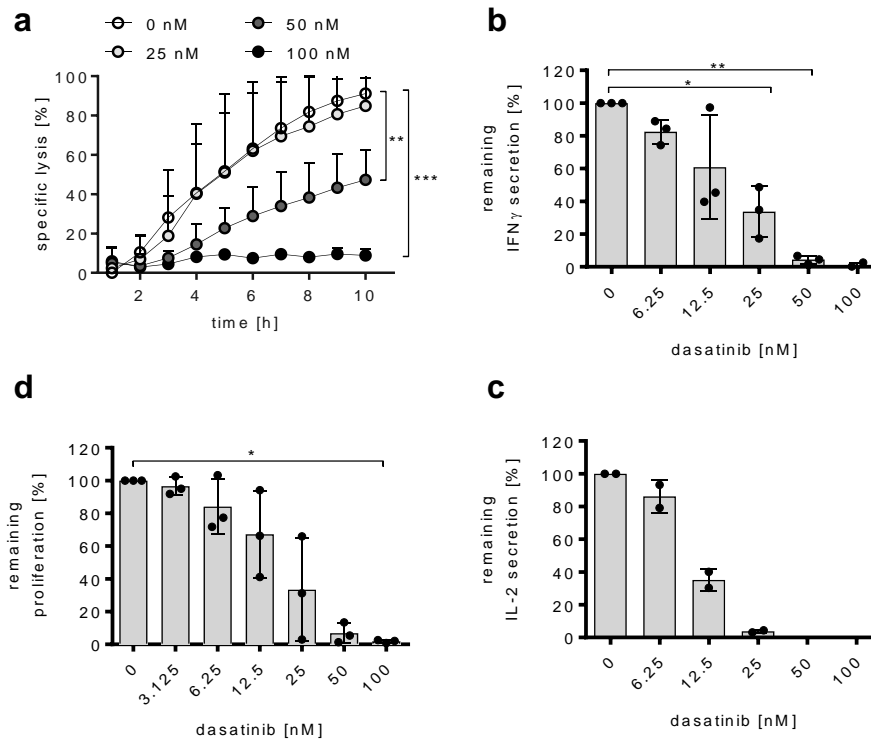 a
0 nM
50 nM
25 nM
100 nM
100
80
60
40
20
0
2
4
6
8
10
specific lysis [%]
time [h]
**
***
b
**
*
120
100
80
60
40
20
0
remaining
IFNγ secretion [%]
0
6.25
12.5
25
50
100
dasatinib [nM]
d
*
120
100
80
60
40
20
0
remaining
proliferation [%]
0
3.125
6.25
12.5
25
50
100
dasatinib [nM]
c
120
100
80
60
40
20
0
remaining
IL-2 secretion [%]
0
6.25
12.5
25
50
100
dasatinib [nM]